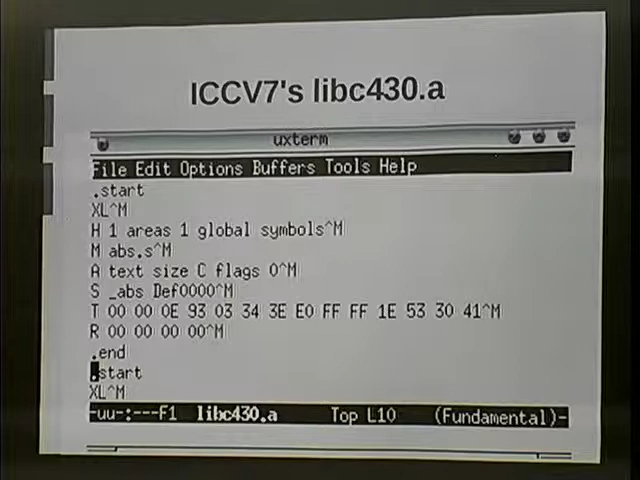 ICCV7's libc430.a
uxterm
File Edit Options Buffers Tools Help
.start
XL^M
H 1 areas 1 global symbols^M
M abs.s^M
A text size C flags 0^M
S _abs Def0000^M
T 00 00 0E 93 03 34 3E E0 FF FF 1E 53 30 41^M
R 00 00 00 00^M
.end
.start
XL^M
-uu-:---F1 libc430.a Top L10 (Fundamental)-